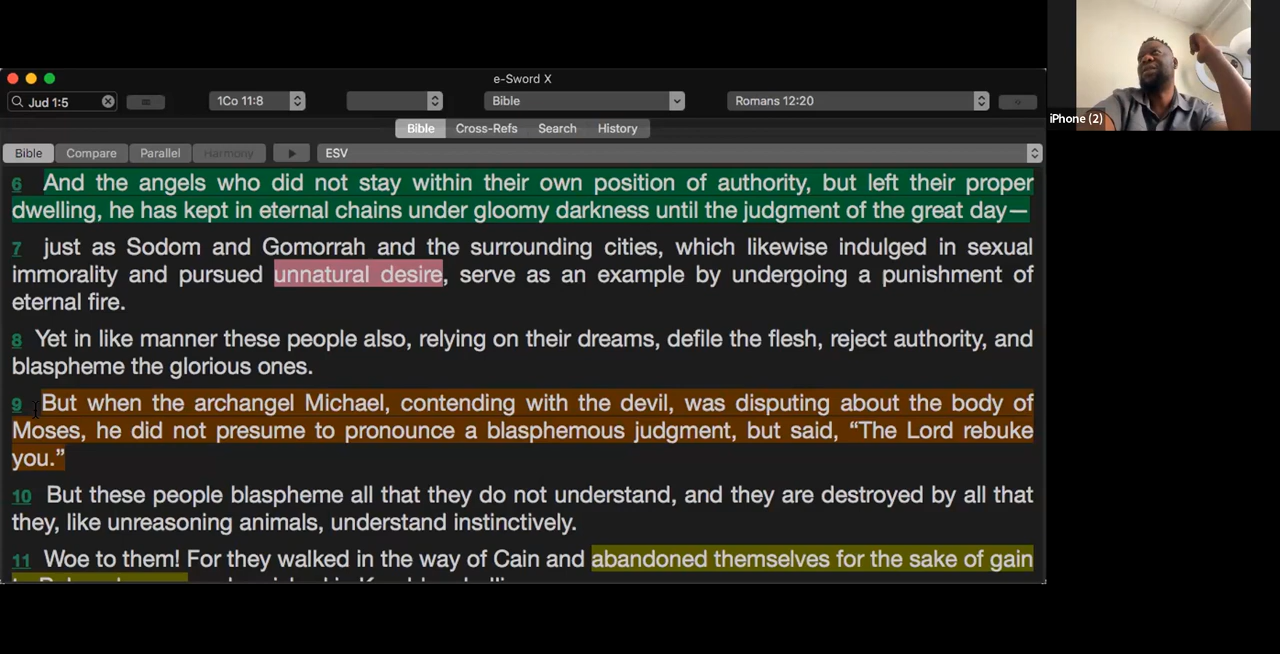 e-Sword X
Jud 1:5
1Co 11:8
Bible
Romans 12:20
iPhone (2)
Bible Cross-Refs Search History
Bible Compare Parallel Harmony ESV
6 And the angels who did not stay within their own position of authority, but left their proper
dwelling, he has kept in eternal chains under gloomy darkness until the judgment of the great day—
7 just as Sodom and Gomorrah and the surrounding cities, which likewise indulged in sexual
immorality and pursued unnatural desire, serve as an example by undergoing a punishment of
eternal fire.
8 Yet in like manner these people also, relying on their dreams, defile the flesh, reject authority, and
blaspheme the glorious ones.
9 But when the archangel Michael, contending with the devil, was disputing about the body of
Moses, he did not presume to pronounce a blasphemous judgment, but said, “The Lord rebuke
you.”
10 But these people blaspheme all that they do not understand, and they are destroyed by all that
they, like unreasoning animals, understand instinctively.
11 Woe to them! For they walked in the way of Cain and abandoned themselves for the sake of gain